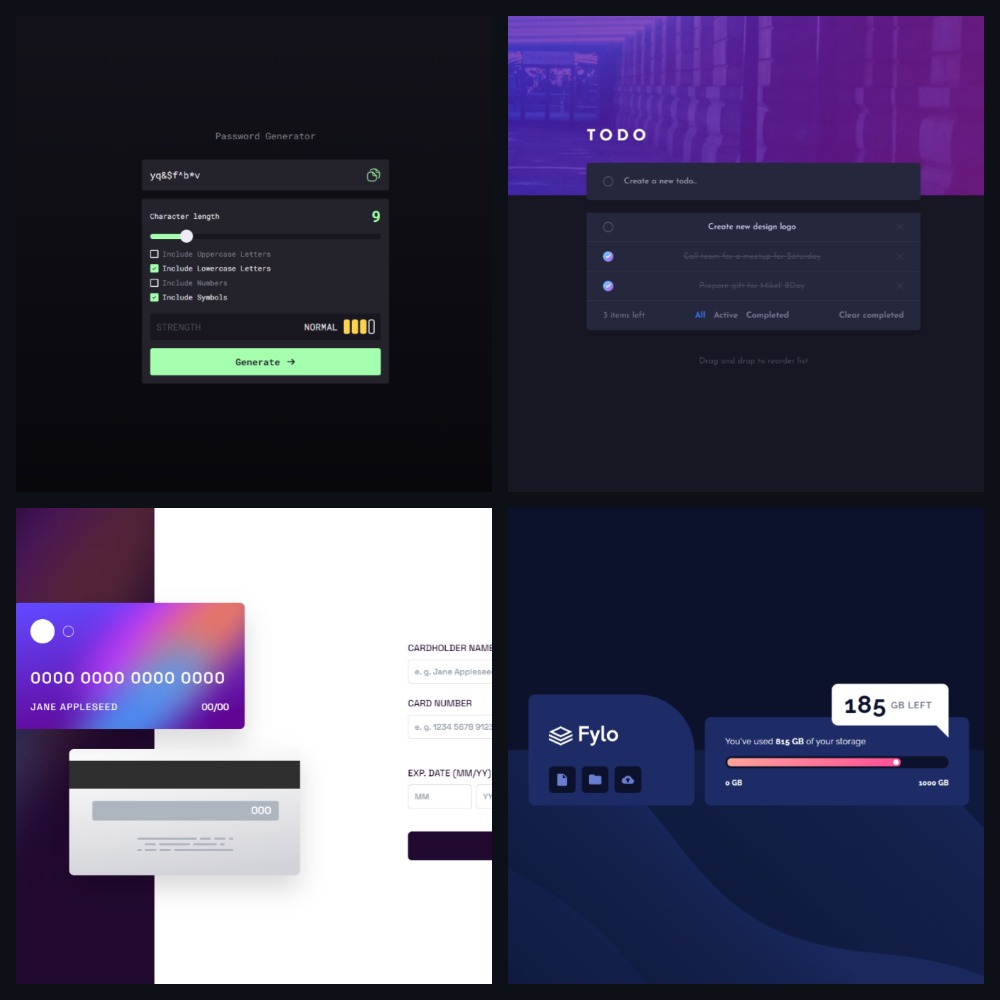 Password Generator
yq&$f^b*v
Character length 9
Include Uppercase Letters
Include Lowercase Letters
Include Numbers
Include Symbols
STRENGTH NORMAL
Generate →
TODO
Create a new todo..
Create new design logo
Call team for a meetup for Saturday
Prepare gift for Mikel' BDay
3 items left All Active Completed Clear completed
Drag and drop to reorder list
0000 0000 0000 0000
JANE APPLESEED 00/00
000
CARDHOLDER NAME
e. g. Jane Applesee
CARD NUMBER
e. g. 1234 5678 9123
EXP. DATE (MM/YY)
MM YY
185 GB LEFT
Fylo
You've used 815 GB of your storage
0 GB 1000 GB